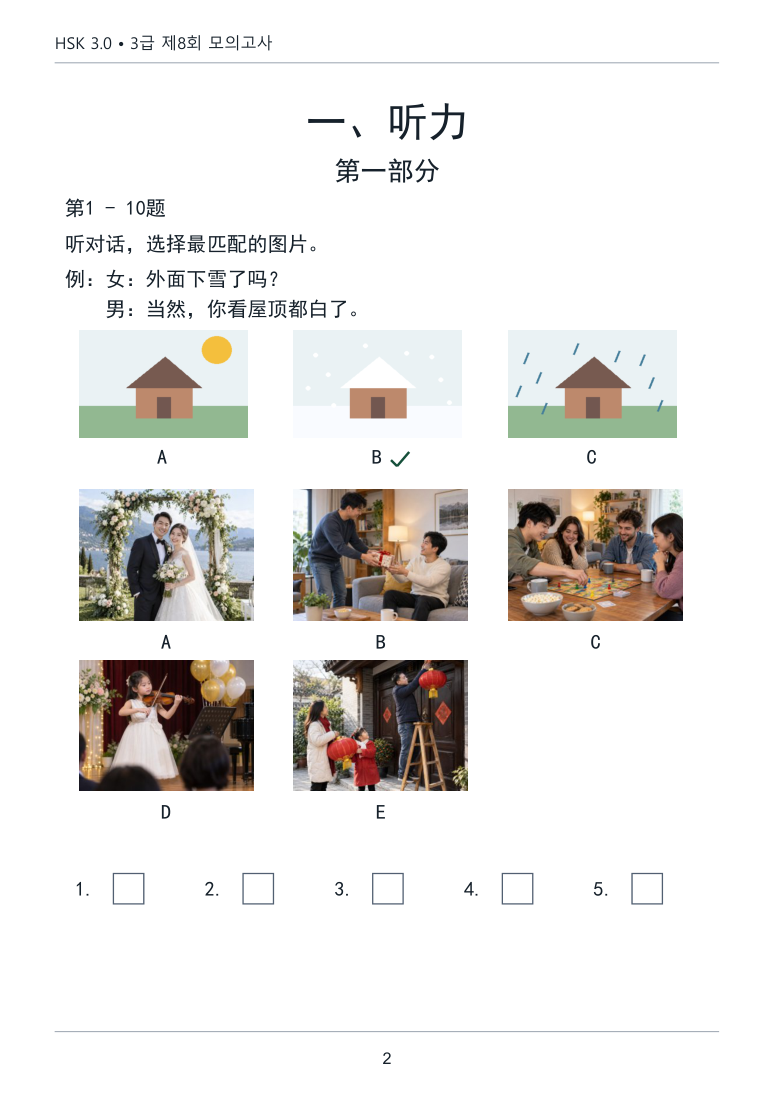 HSK 3.0 • 3급 제8회 모의고사
一、听力
第一部分
第1 - 10题
听对话，选择最匹配的图片。
例：女：外面下雪了吗？
男：当然，你看屋顶都白了。
A B C
A B C
D E
1. 2. 3. 4. 5.
2